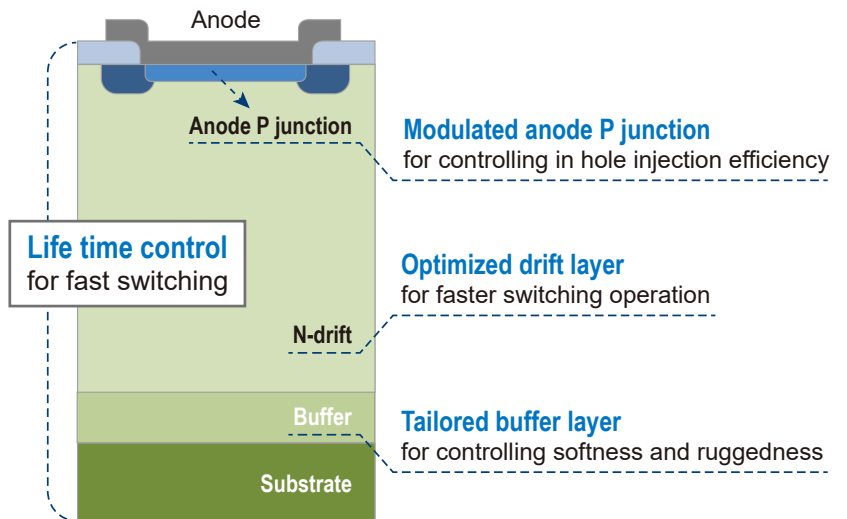 Anode
Anode P junction
Modulated anode P junction
for controlling in hole injection efficiency
Life time control
for fast switching
Optimized drift layer
for faster switching operation
N-drift
Buffer
Tailored buffer layer
for controlling softness and ruggedness
Substrate